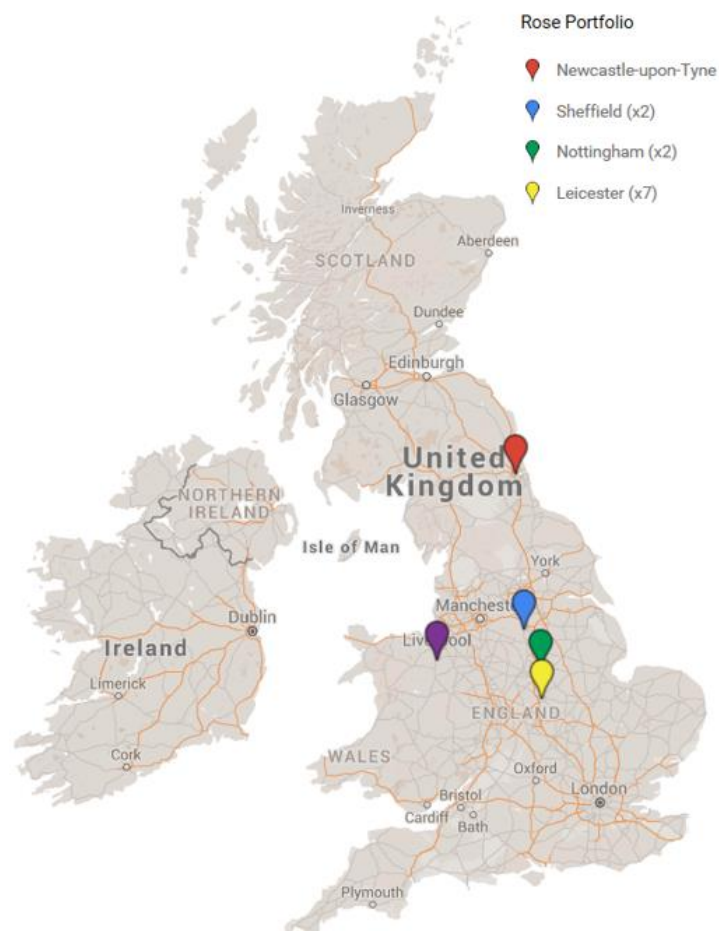 Rose Portfolio
Newcastle-upon-Tyne
Sheffield (x2)
Nottingham (x2)
Leicester (x7)
Inverness
Aberdeen
SCOTLAND
Dundee
Edinburgh
Glasgow
United
Kingdom
NORTHERN
IRELAND
Isle of Man
York
Manchester
Dublin
Liverpool
Ireland
Limerick
ENGLAND
WALES
Cork
Oxford
London
Bristol
Cardiff
Bath
Plymouth